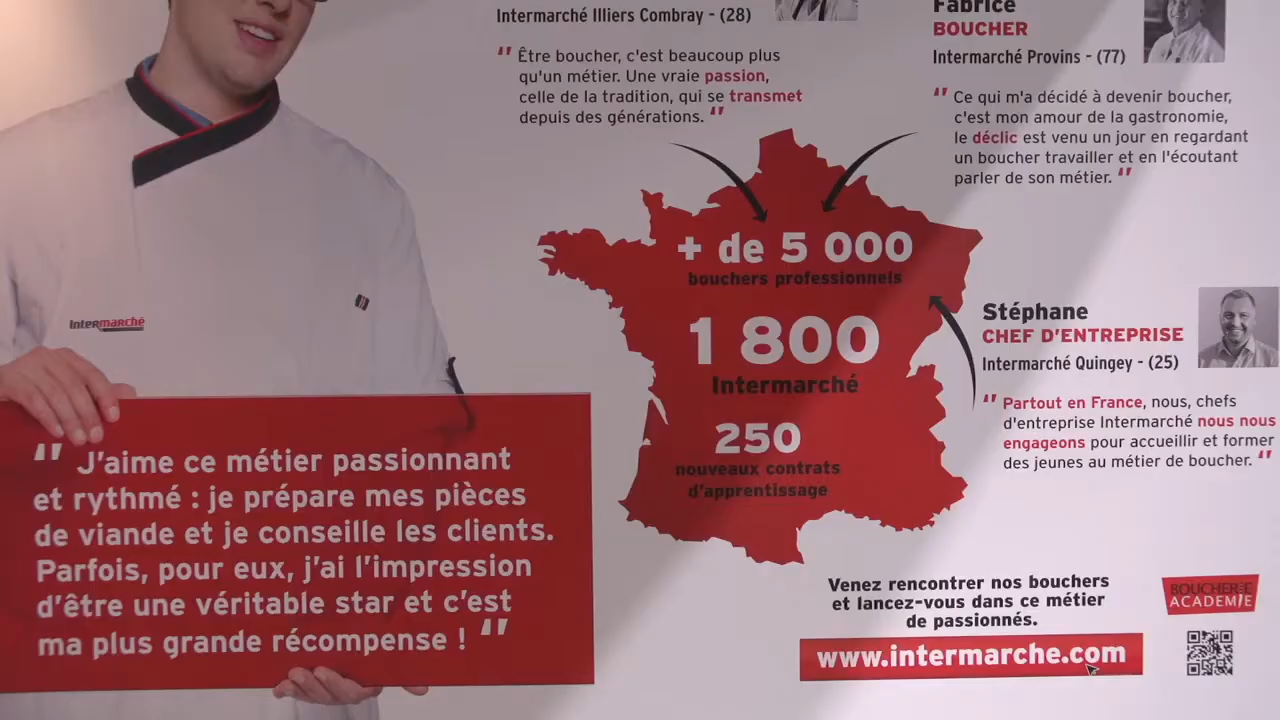 Intermarché Illiers Combray - (28)
" Être boucher, c'est beaucoup plus
qu'un métier. Une vraie passion,
celle de la tradition, qui se transmet
depuis des générations. "
Fabrice
BOUCHER
Intermarché Provins - (77)
" Ce qui m'a décidé à devenir boucher,
c'est mon amour de la gastronomie,
le déclic est venu un jour en regardant
un boucher travailler et en l'écoutant
parler de son métier. "
+ de 5 000
bouchers professionnels
1 800
Intermarché
250
nouveaux contrats
d'apprentissage
Stéphane
CHEF D'ENTREPRISE
Intermarché Quingey - (25)
" Partout en France, nous, chefs
d'entreprise Intermarché nous nous
engageons pour accueillir et former
des jeunes au métier de boucher. "
Intermarché
" J'aime ce métier passionnant
et rythmé : je prépare mes pièces
de viande et je conseille les clients.
Parfois, pour eux, j'ai l'impression
d'être une véritable star et c'est
ma plus grande récompense ! "
Venez rencontrer nos bouchers
et lancez-vous dans ce métier
de passionnés.
www.intermarche.com
BOUCHERIE
ACADEMIE